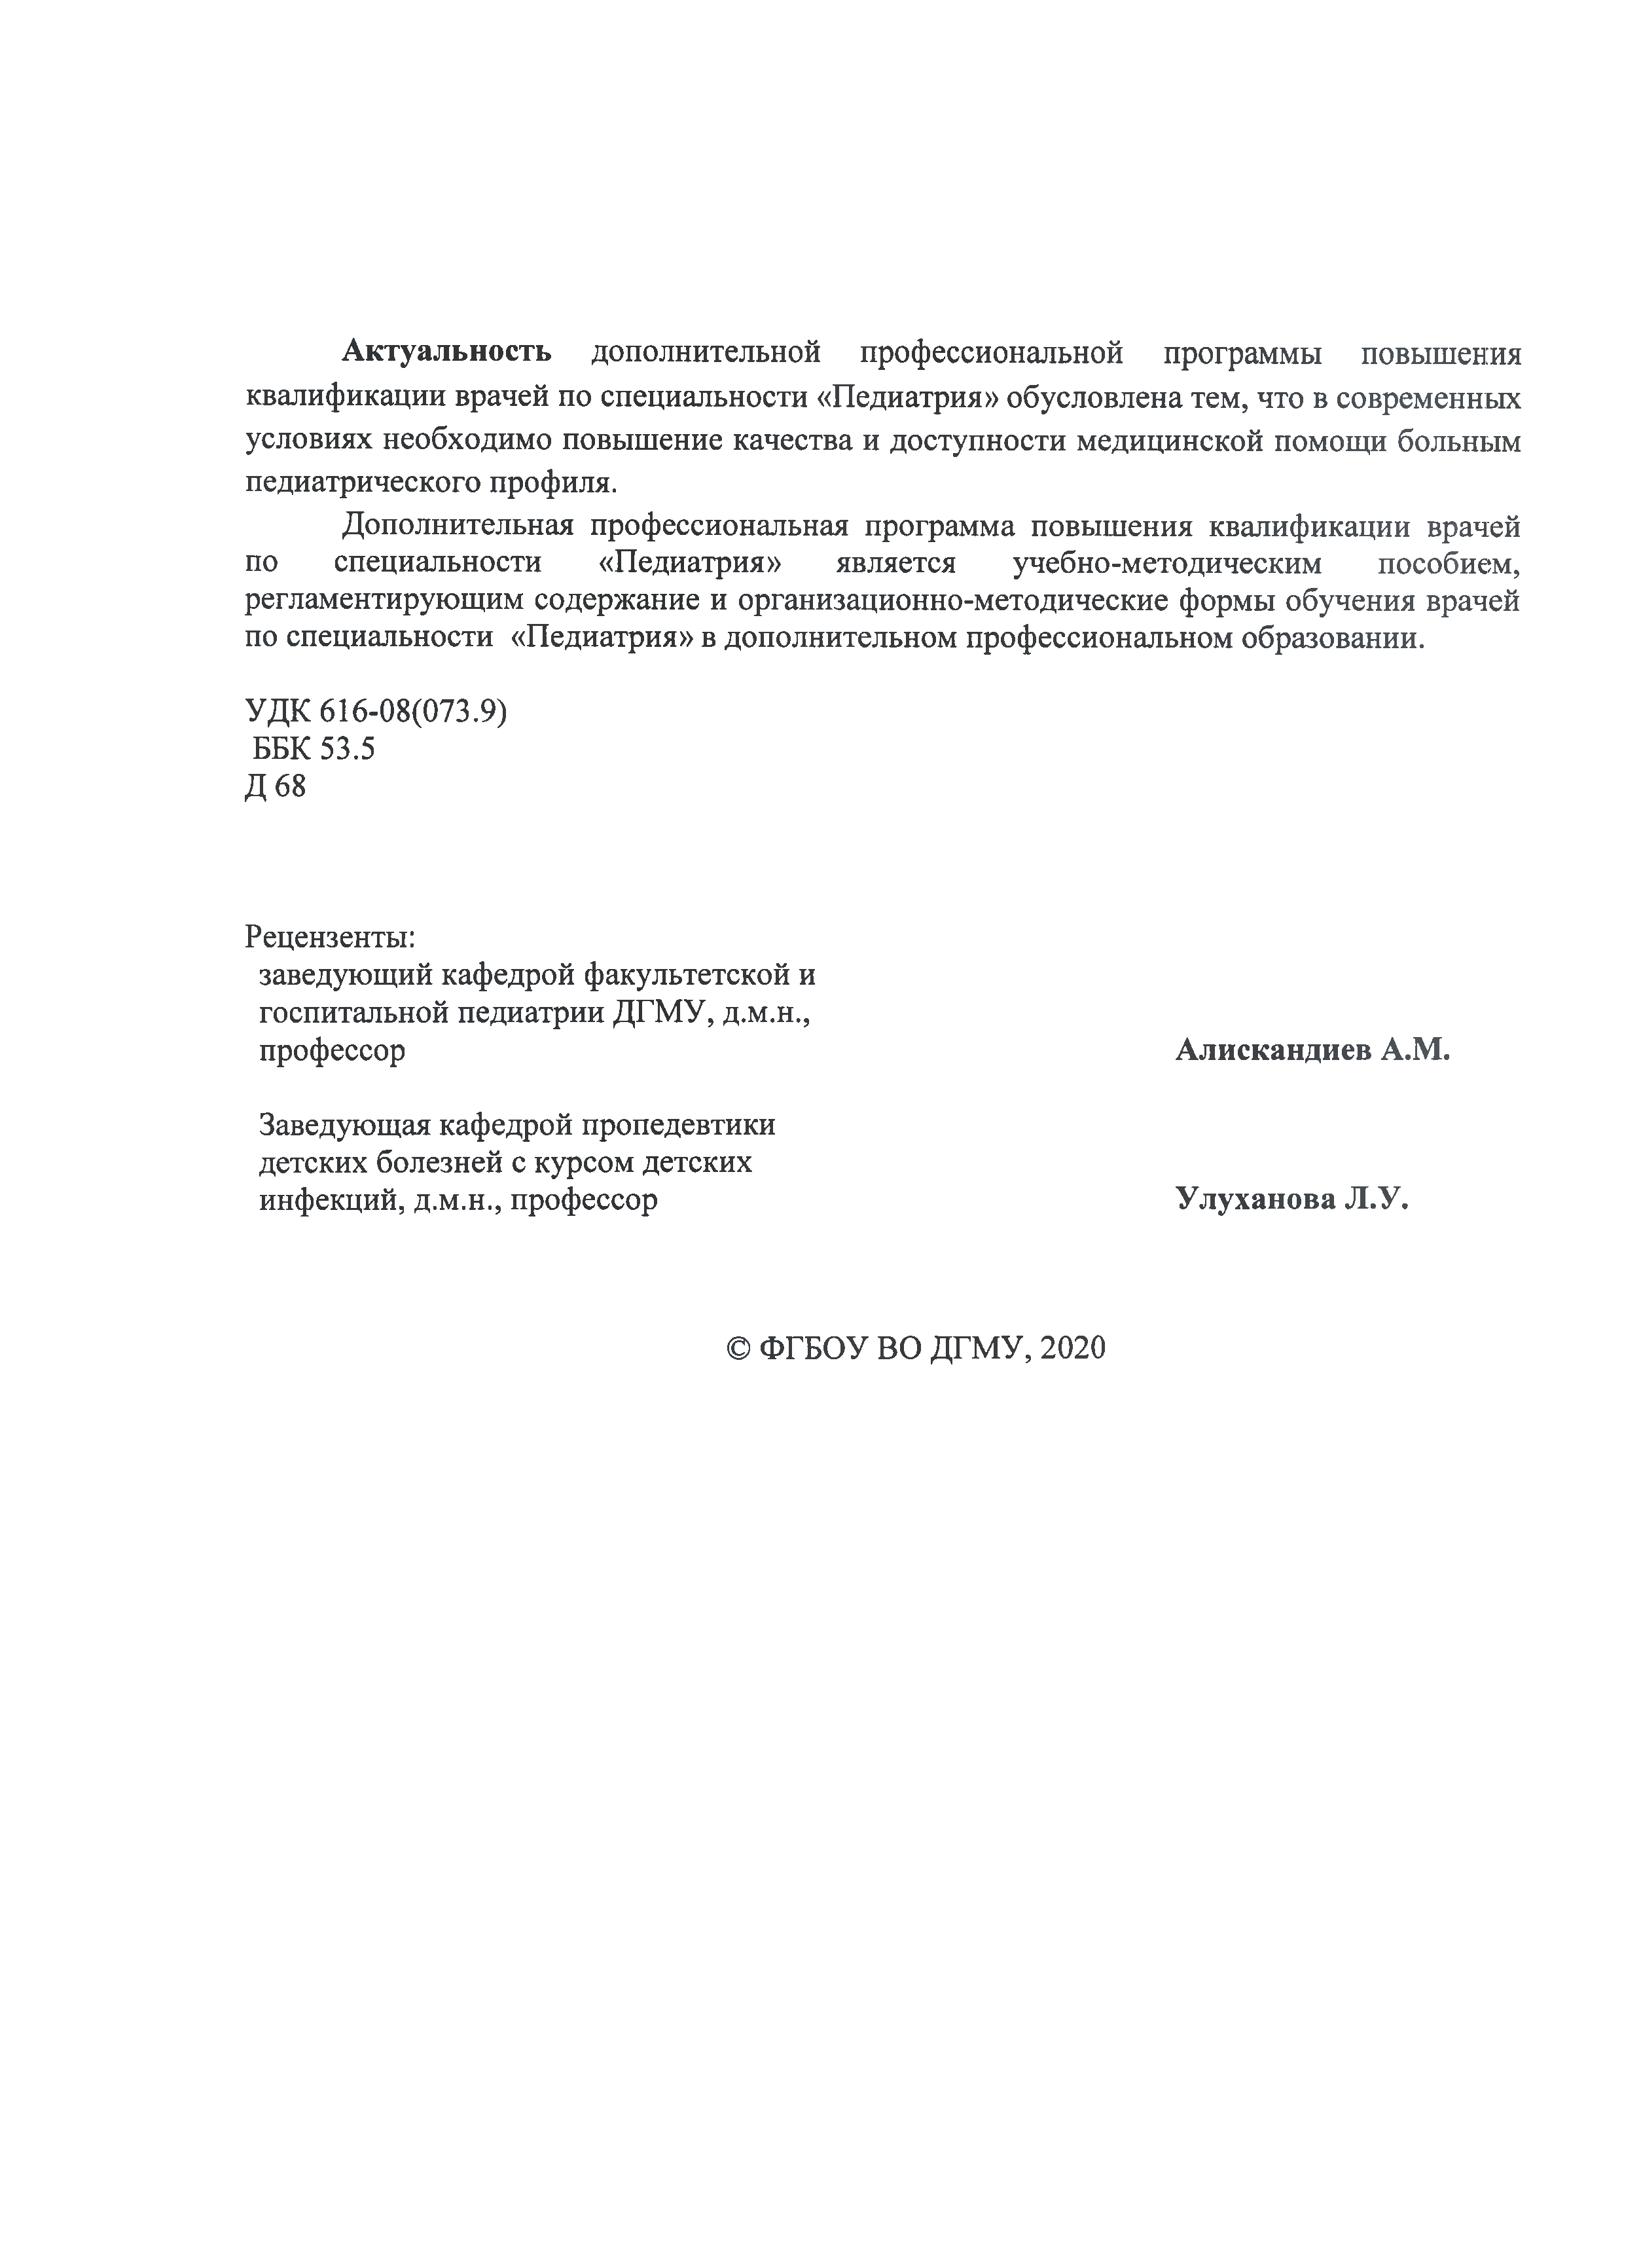 Актуальность дополнительной профессиональной программы повышения
квалификации врачей по специальности «Педиатрия» обусловлена тем, что в современных
условиях необходимо повышение качества и доступности медицинской помощи больным
педиатрического профиля.
Дополнительная профессиональная программа повышения квалификации врачей
по специальности «Педиатрия» является учебно-методическим пособием,
регламентирующим содержание и организационно-методические формы обучения врачей
по специальности «Педиатрия» в дополнительном профессиональном образовании.
УДК 616-08(073.9)
ББК 53.5
Д 68
Рецензенты:
заведующий кафедрой факультетской и
госпитальной педиатрии ДГМУ, д.м.н.,
профессор Алискандиев А.М.
Заведующая кафедрой пропедевтики
детских болезней с курсом детских
инфекций, д.м.н., профессор Улуханова Л.У.
© ФГБОУ ВО ДГМУ, 2020